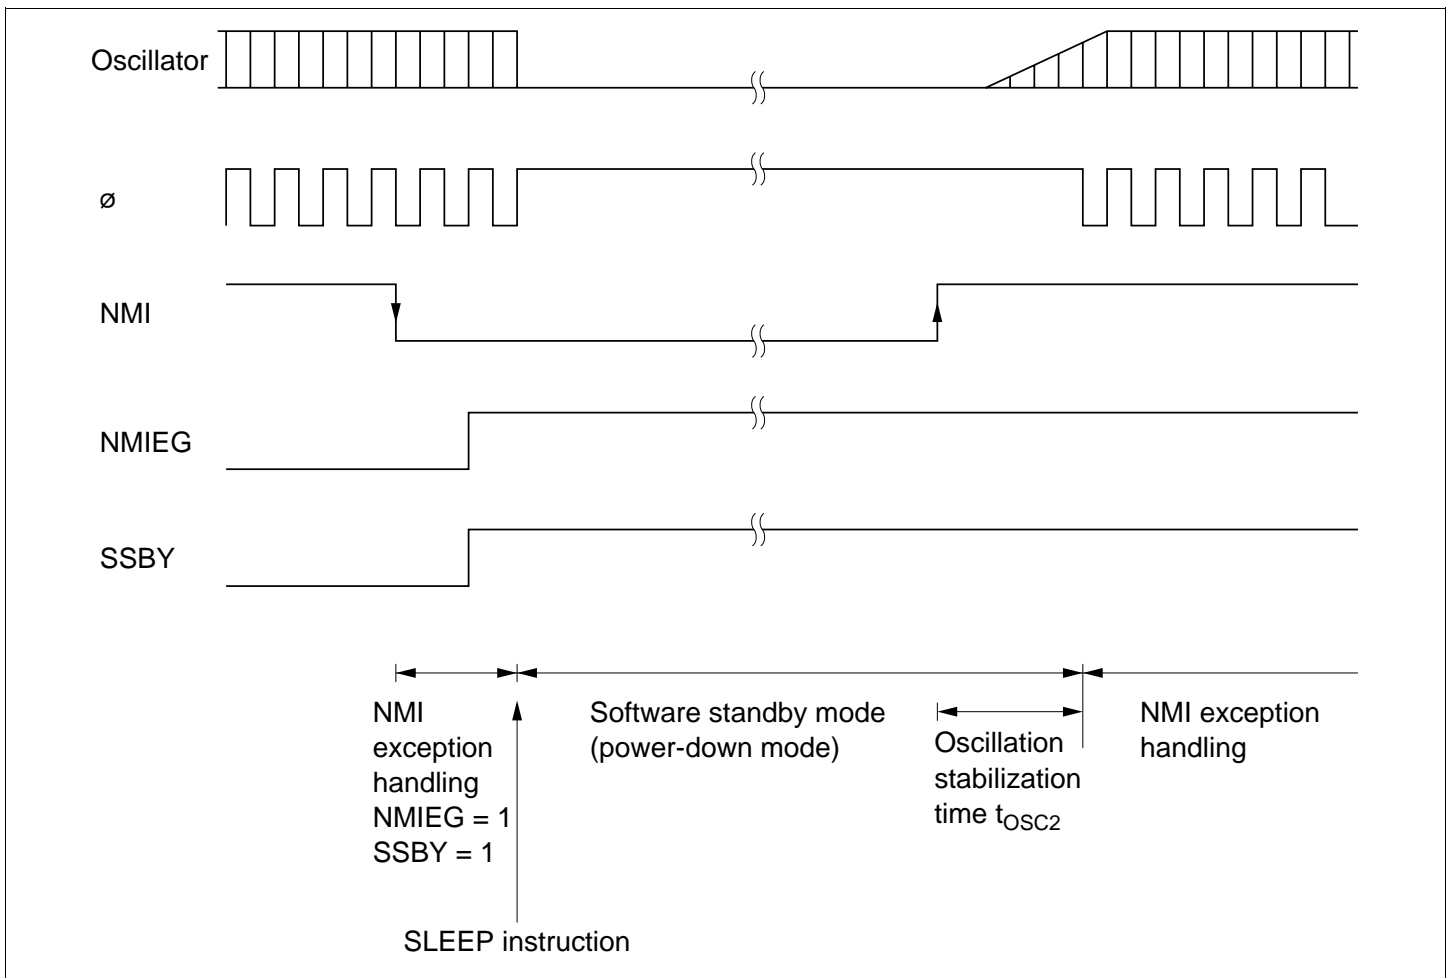 Oscillator
ø
NMI
NMIEG
SSBY
NMI
exception
handling
NMIEG = 1
SSBY = 1
Software standby mode
(power-down mode)
Oscillation
stabilization
time tOSC2
NMI exception
handling
SLEEP instruction